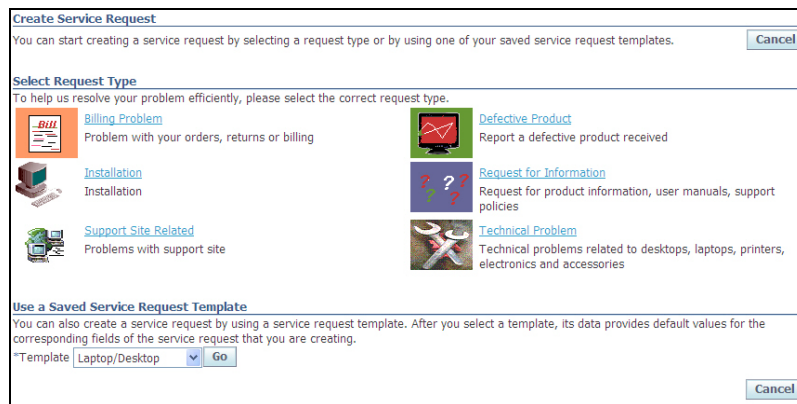 Create Service Request
You can start creating a service request by selecting a request type or by using one of your saved service request templates.
Cancel
Select Request Type
To help us resolve your problem efficiently, please select the correct request type.
Bill
Billing Problem
Problem with your orders, returns or billing
Defective Product
Report a defective product received
Installation
Installation
? ? ? ? ?
Request for Information
Request for product information, user manuals, support
policies
Support Site Related
Problems with support site
Technical Problem
Technical problems related to desktops, laptops, printers,
electronics and accessories
Use a Saved Service Request Template
You can also create a service request by using a service request template. After you select a template, its data provides default values for the
corresponding fields of the service request that you are creating.
*Template Laptop/Desktop Go
Cancel